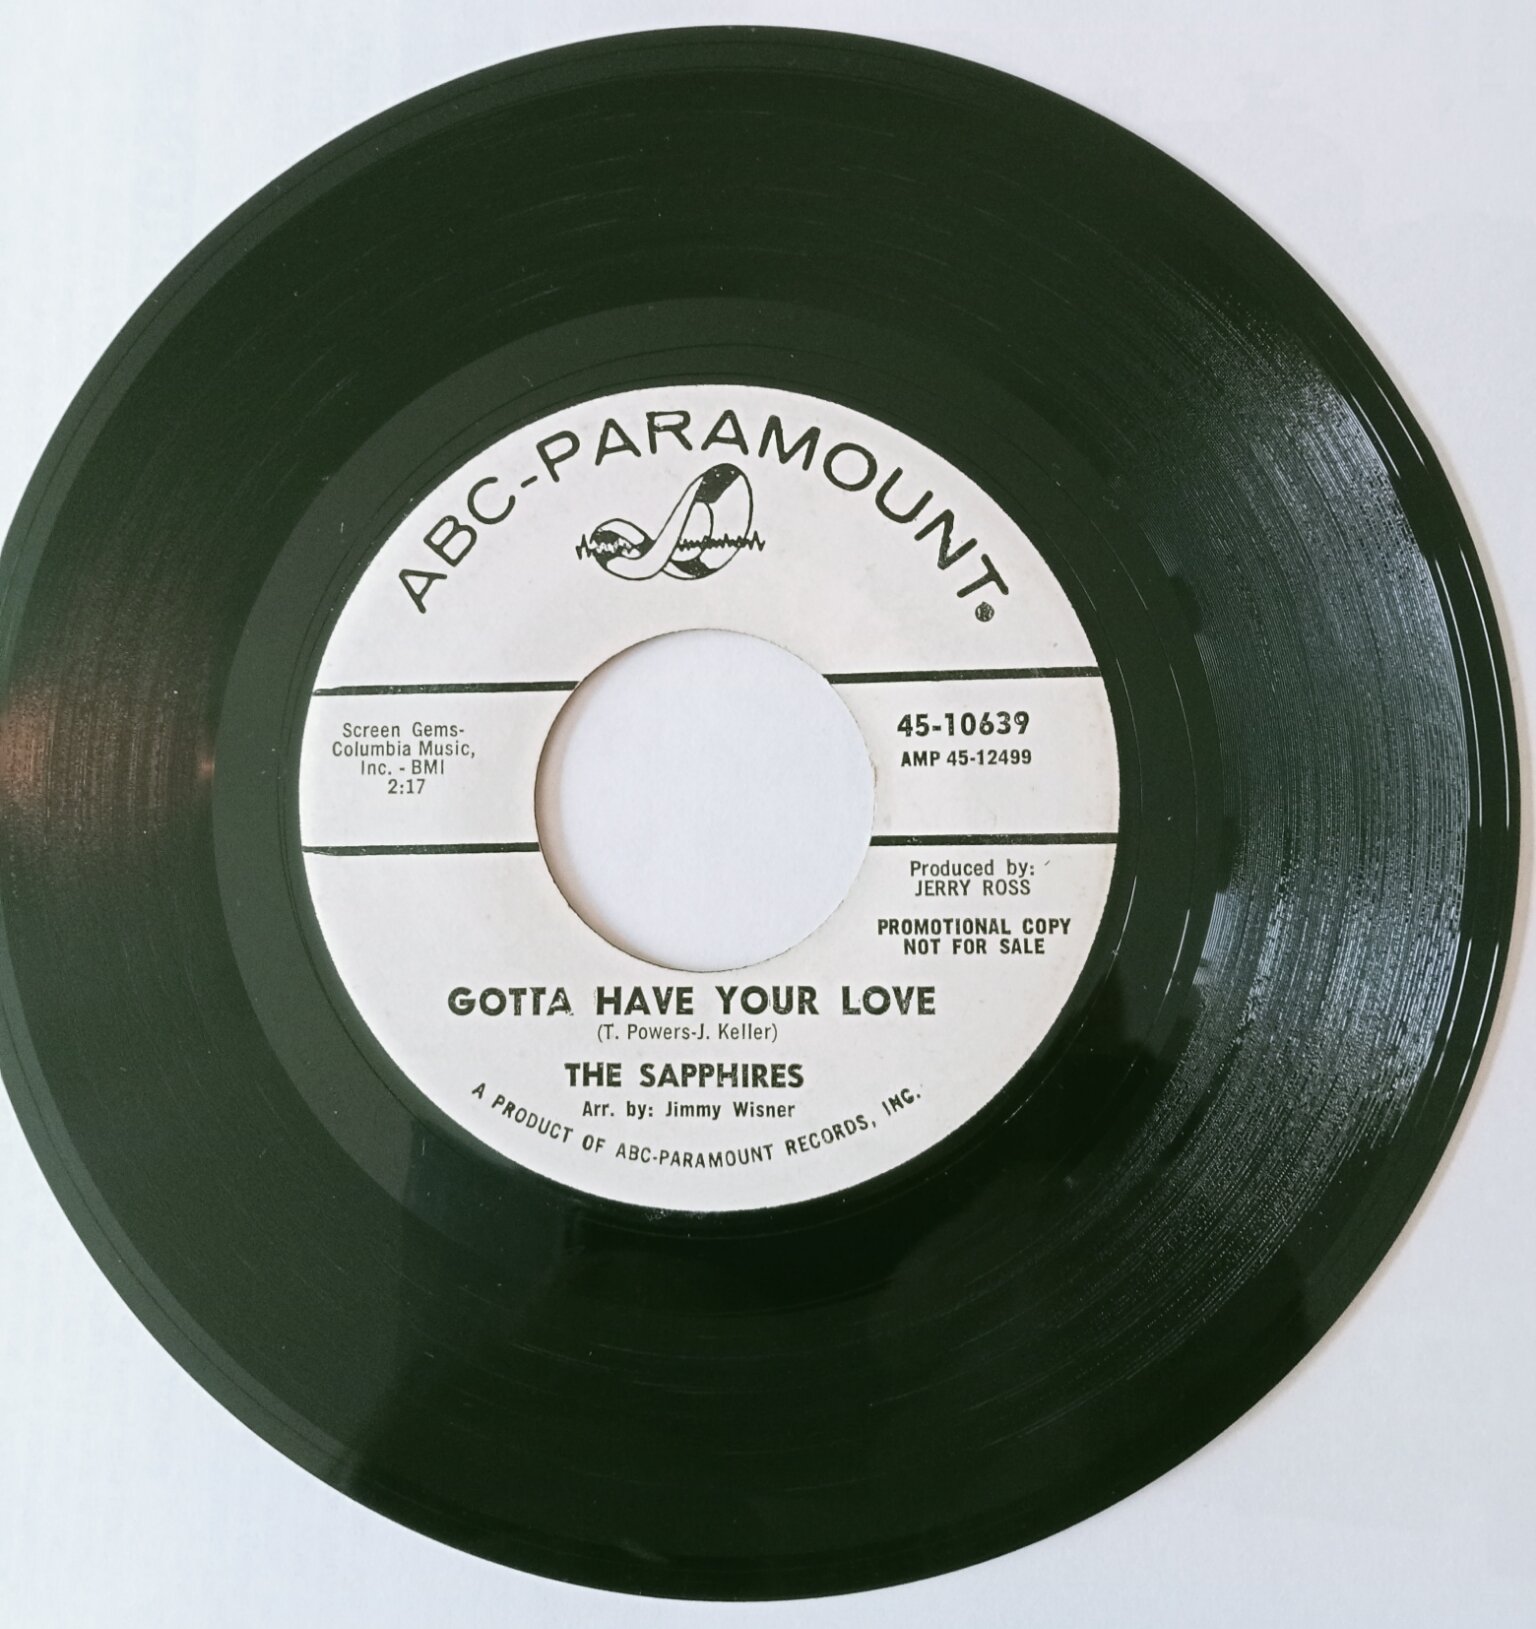 ABC-PARAMOUNT®
Screen Gems-
Columbia Music,
Inc. - BMI
2:17
45-10639
AMP 45-12499
Produced by:
JERRY ROSS
PROMOTIONAL COPY
NOT FOR SALE
GOTTA HAVE YOUR LOVE
(T. Powers-J. Keller)
THE SAPPHIRES
Arr. by: Jimmy Wisner
A PRODUCT OF ABC-PARAMOUNT RECORDS, INC.